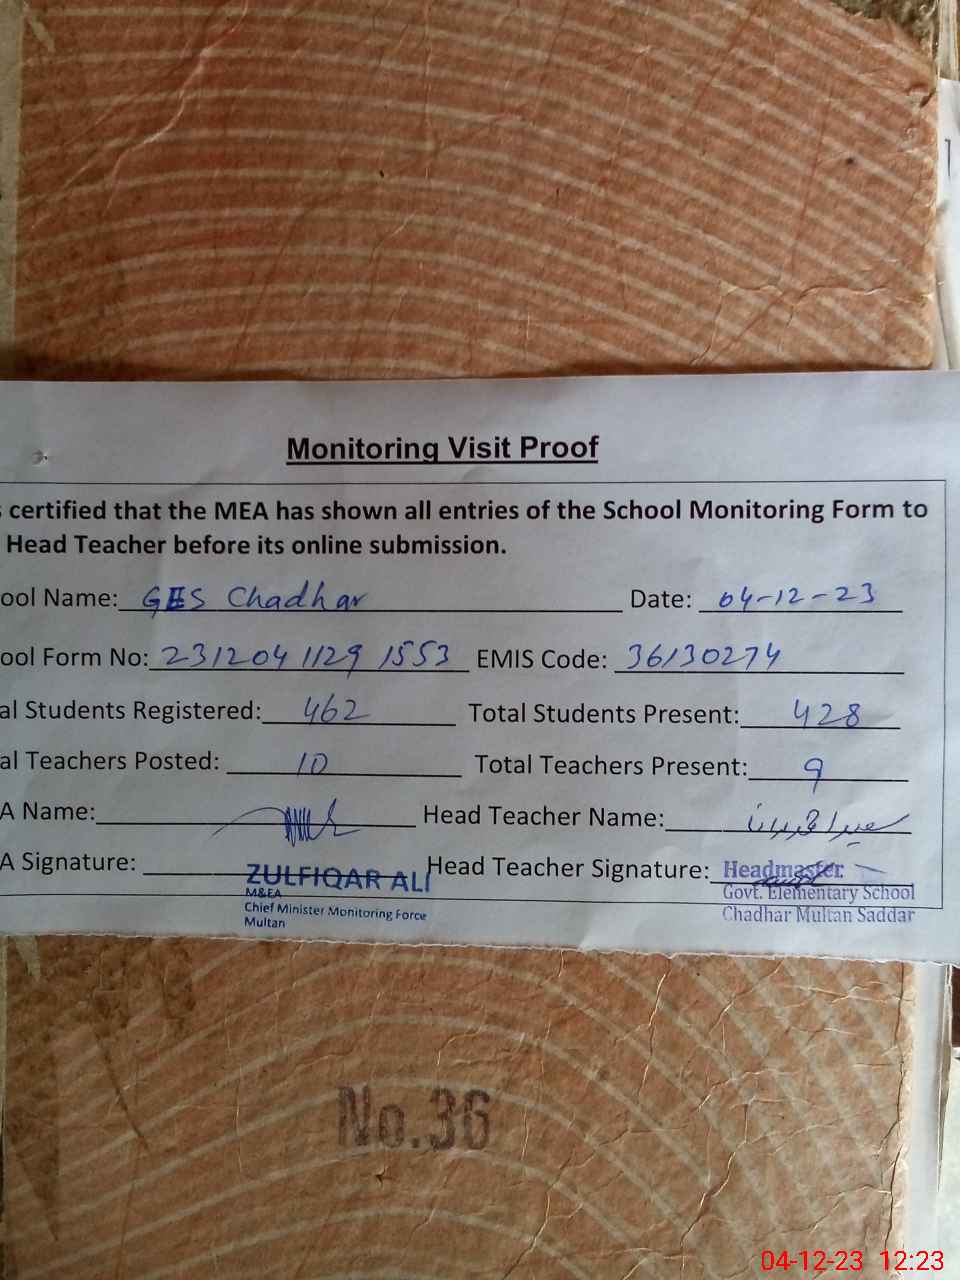 Monitoring Visit Proof
certified that the MEA has shown all entries of the School Monitoring Form to
Head Teacher before its online submission.
ool Name: GES Chadhar Date: 04-12-23
ool Form No: 231204 1129 1553 EMIS Code: 36130274
al Students Registered: 462 Total Students Present: 428
al Teachers Posted: 10 Total Teachers Present: 9
A Name: Head Teacher Name:
A Signature: Head Teacher Signature:
ZULFIQAR ALI
M&EA
Chief Minister Monitoring Force
Multan
Headmaster
Govt. Elementary School
Chadhar Multan Saddar
No.36
04-12-23 12:23